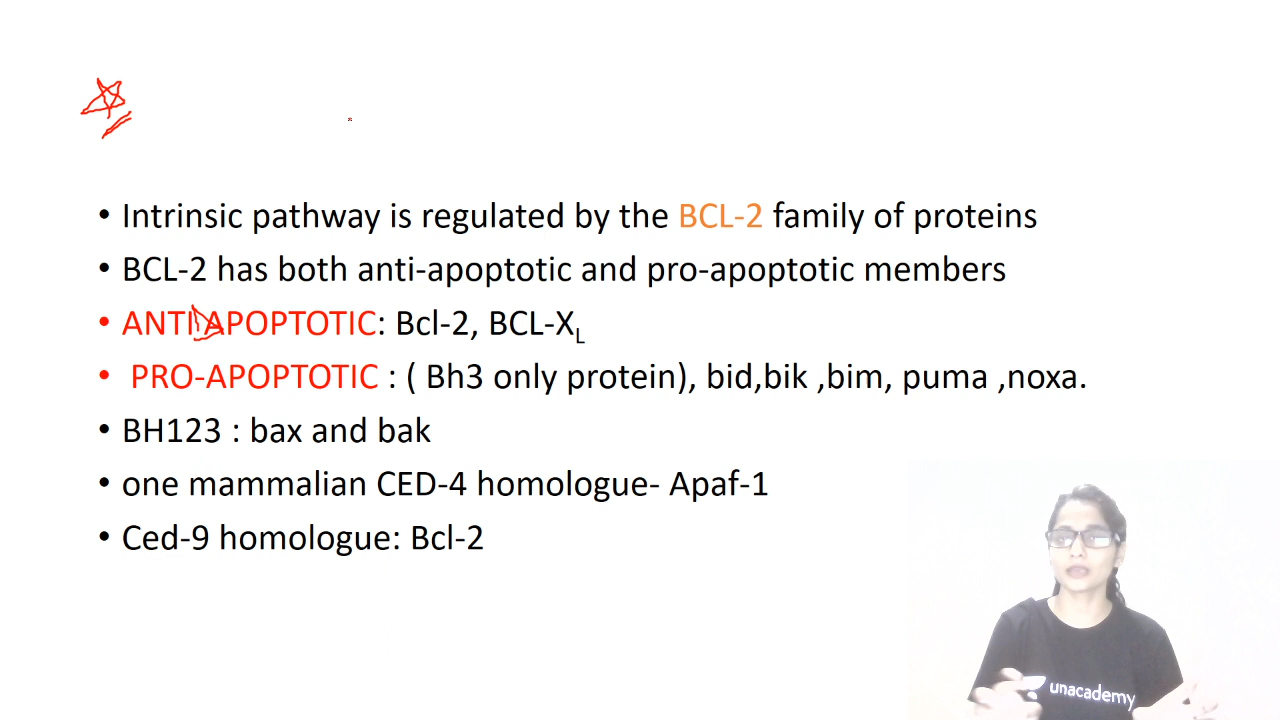 • Intrinsic pathway is regulated by the BCL-2 family of proteins
• BCL-2 has both anti-apoptotic and pro-apoptotic members
• ANTI-APOPTOTIC: Bcl-2, BCL-XL
• PRO-APOPTOTIC : ( Bh3 only protein), bid,bik ,bim, puma ,noxa.
• BH123 : bax and bak
• one mammalian CED-4 homologue- Apaf-1
• Ced-9 homologue: Bcl-2
unacademy